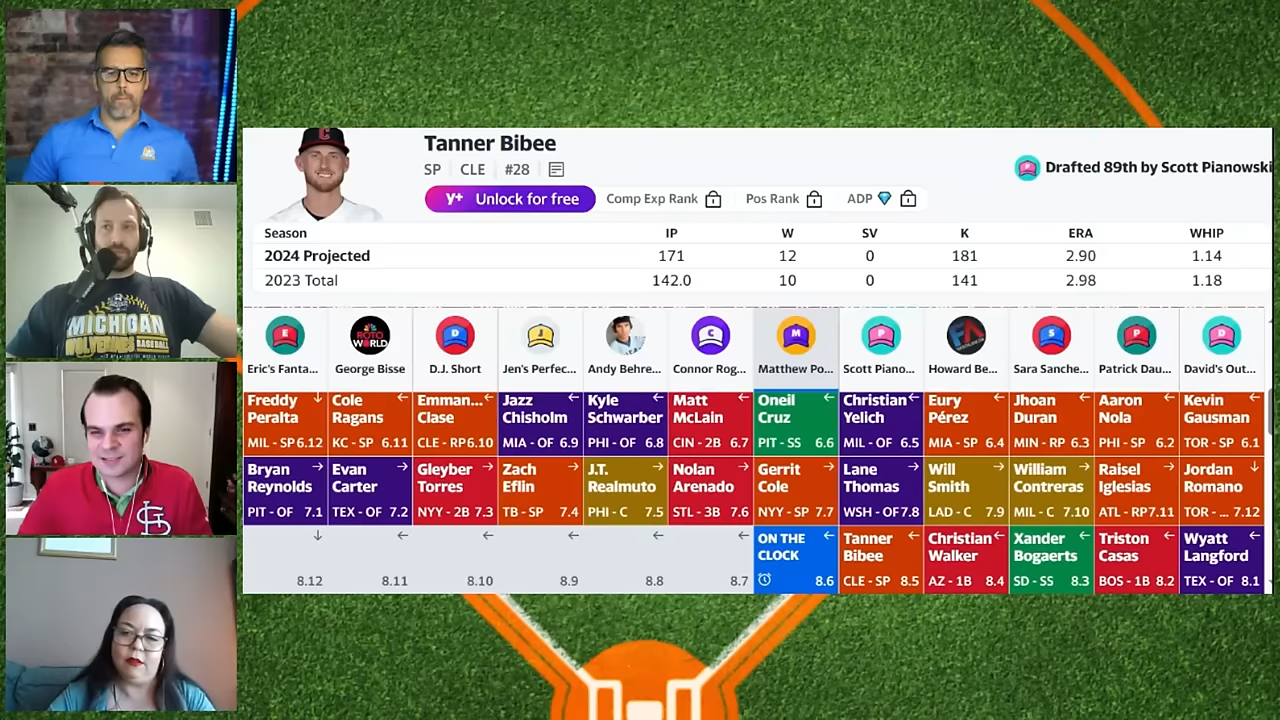 MICHIGAN
WOLVERINES
BASEBALL
STL
C
Tanner Bibee
SP CLE #28
y+ Unlock for free Comp Exp Rank Pos Rank ADP
Drafted 89th by Scott Pianowski
Season IP W SV K ERA WHIP
2024 Projected 171 12 0 181 2.90 1.14
2023 Total 142.0 10 0 141 2.98 1.18
E ROTO WORLD D J C M P FA S P D
Eric's Fanta... George Bisse D.J. Short Jen's Perfec... Andy Behre... Connor Rog... Matthew Po... Scott Piano... Howard Be... Sara Sanche... Patrick Dau... David's Out...
Freddy Cole Emman... Jazz Kyle Matt Oneil Christian Eury Jhoan Aaron Kevin
Peralta Ragans Clase Chisholm Schwarber McLain Cruz Yelich Pérez Duran Nola Gausman
MIL - SP 6.12 KC - SP 6.11 CLE - RP 6.10 MIA - OF 6.9 PHI - OF 6.8 CIN - 2B 6.7 PIT - SS 6.6 MIL - OF 6.5 MIA - SP 6.4 MIN - RP 6.3 PHI - SP 6.2 TOR - SP 6.1
Bryan Evan Gleyber Zach J.T. Nolan Gerrit Lane Will William Raisel Jordan
Reynolds Carter Torres Eflin Realmuto Arenado Cole Thomas Smith Contreras Iglesias Romano
PIT - OF 7.1 TEX - OF 7.2 NYY - 2B 7.3 TB - SP 7.4 PHI - C 7.5 STL - 3B 7.6 NYY - SP 7.7 WSH - OF 7.8 LAD - C 7.9 MIL - C 7.10 ATL - RP 7.11 TOR - ... 7.12
ON THE Tanner Christian Xander Triston Wyatt
CLOCK Bibee Walker Bogaerts Casas Langford
8.12 8.11 8.10 8.9 8.8 8.7 8.6 CLE - SP 8.5 AZ - 1B 8.4 SD - SS 8.3 BOS - 1B 8.2 TEX - OF 8.1